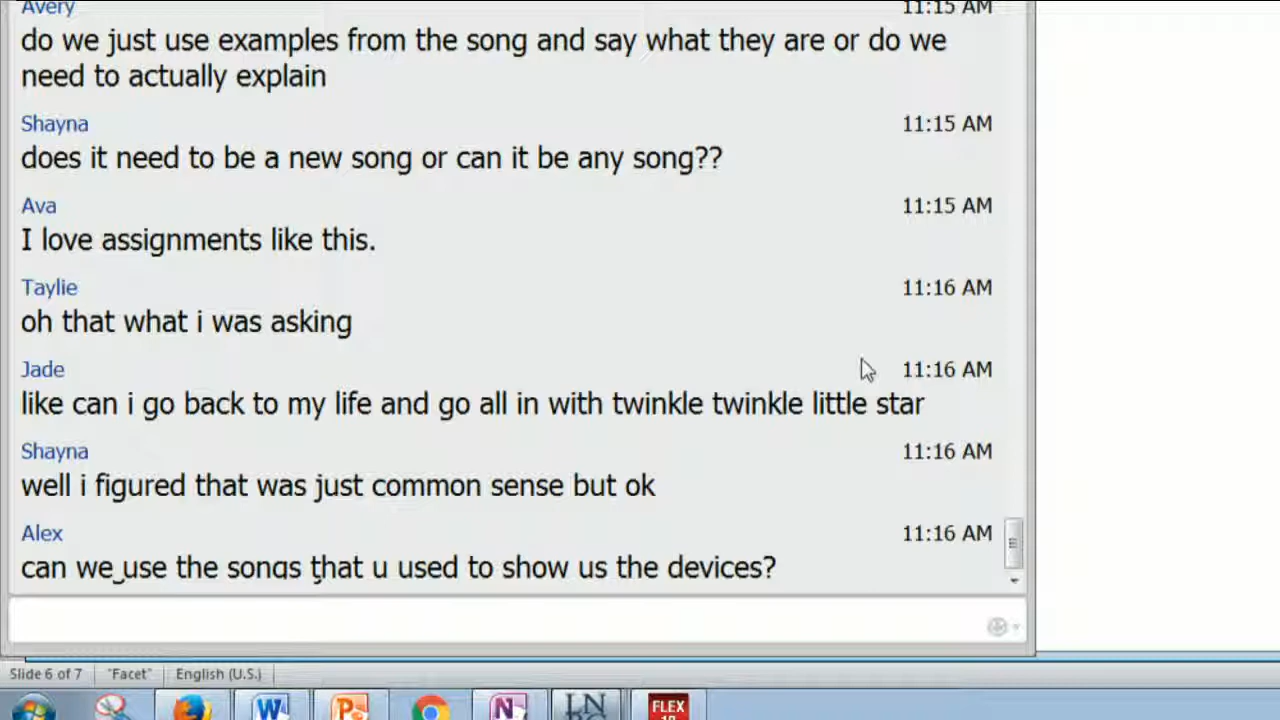 Avery 11:15 AM
do we just use examples from the song and say what they are or do we
need to actually explain
Shayna 11:15 AM
does it need to be a new song or can it be any song??
Ava 11:15 AM
I love assignments like this.
Taylie 11:16 AM
oh that what i was asking
Jade 11:16 AM
like can i go back to my life and go all in with twinkle twinkle little star
Shayna 11:16 AM
well i figured that was just common sense but ok
Alex 11:16 AM
can we use the songs that u used to show us the devices?
Slide 6 of 7 "Facet" English (U.S.)
W P N LN FLEX